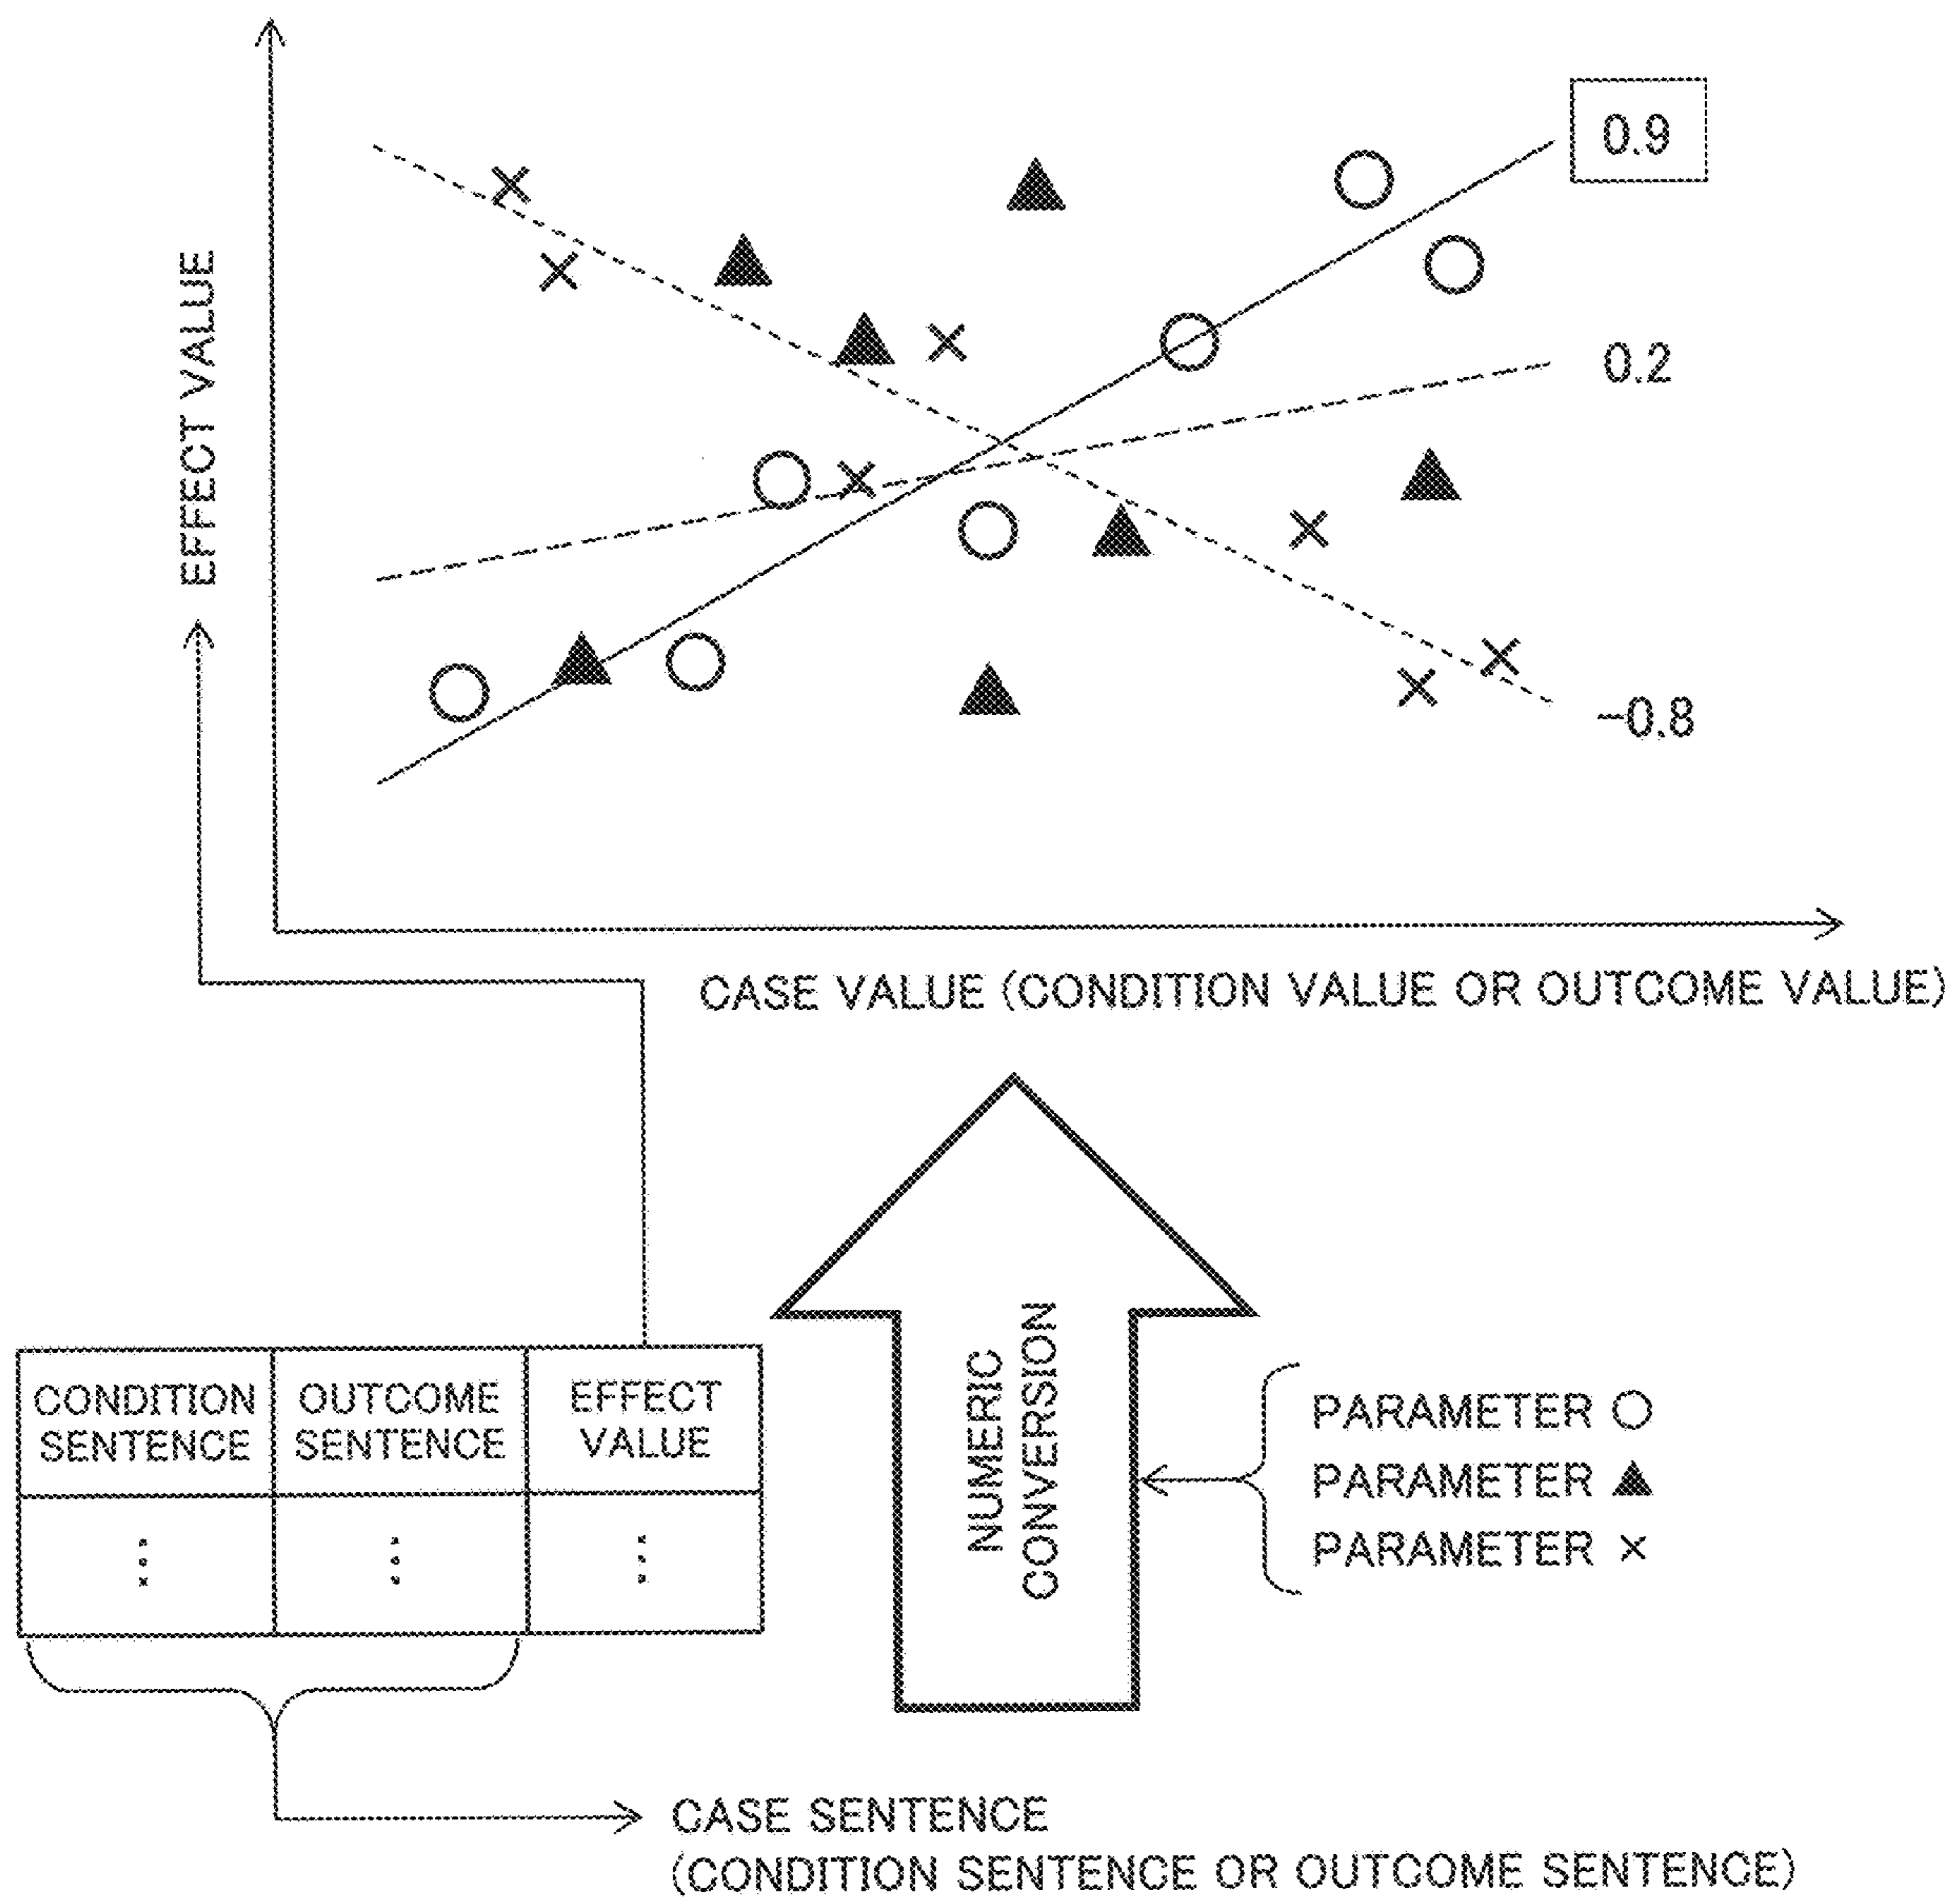 0.9
0.2
−0.8
EFFECT VALUE
CASE VALUE (CONDITION VALUE OR OUTCOME VALUE)
CONDITION
SENTENCE
OUTCOME
SENTENCE
EFFECT
VALUE
NUMERIC
CONVERSION
PARAMETER ○
PARAMETER ▲
PARAMETER ×
CASE SENTENCE
(CONDITION SENTENCE OR OUTCOME SENTENCE)